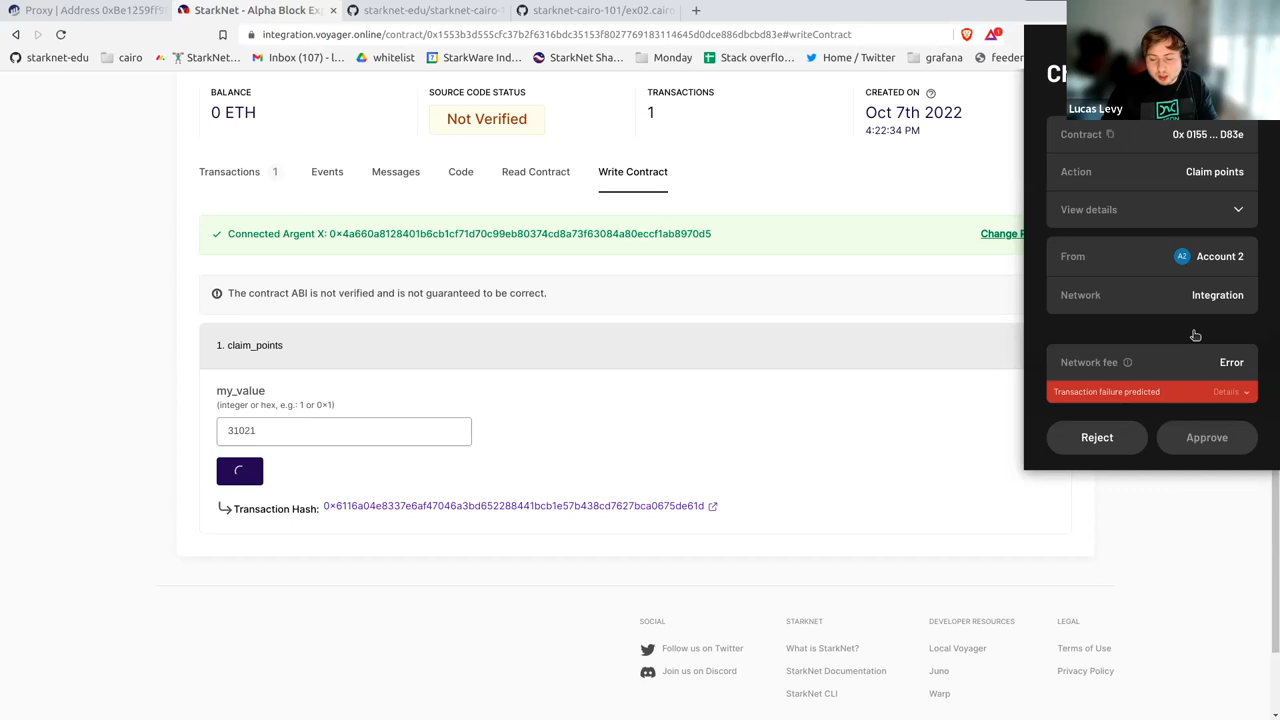 Proxy | Address 0xBe1259ff9
StarkNet - Alpha Block Ex
starknet-edu/starknet-cairo-1
starknet-cairo-101/ex02.cairo
integration.voyager.online/contract/0x1553b3d555cfc37b2f6316bdc35153f8027769183114645d0dce886dbcbd83e#writeContract
starknet-edu
cairo
StarkNet...
Inbox (107) - l...
whitelist
StarkWare Ind...
StarkNet Sha...
Monday
Stack overflo...
Home / Twitter
grafana
feeder
Lucas Levy
BALANCE
0 ETH
SOURCE CODE STATUS
Not Verified
TRANSACTIONS
1
CREATED ON
Oct 7th 2022
4:22:34 PM
Transactions 1
Events
Messages
Code
Read Contract
Write Contract
Connected Argent X: 0x4a660a8128401b6cb1cf71d70c99eb80374cd8a73f63084a80eccf1ab8970d5
Change
The contract ABI is not verified and is not guaranteed to be correct.
1. claim_points
my_value
(integer or hex, e.g.: 1 or 0x1)
31021
Transaction Hash: 0x6116a04e8337e6af47046a3bd652288441bcb1e57b438cd7627bca0675de61d
Contract
0x 0155 ... D83e
Action
Claim points
View details
From
A2 Account 2
Network
Integration
Network fee
Error
Transaction failure predicted
Details
Reject
Approve
SOCIAL
Follow us on Twitter
Join us on Discord
STARKNET
What is StarkNet?
StarkNet Documentation
StarkNet CLI
DEVELOPER RESOURCES
Local Voyager
Juno
Warp
LEGAL
Terms of Use
Privacy Policy